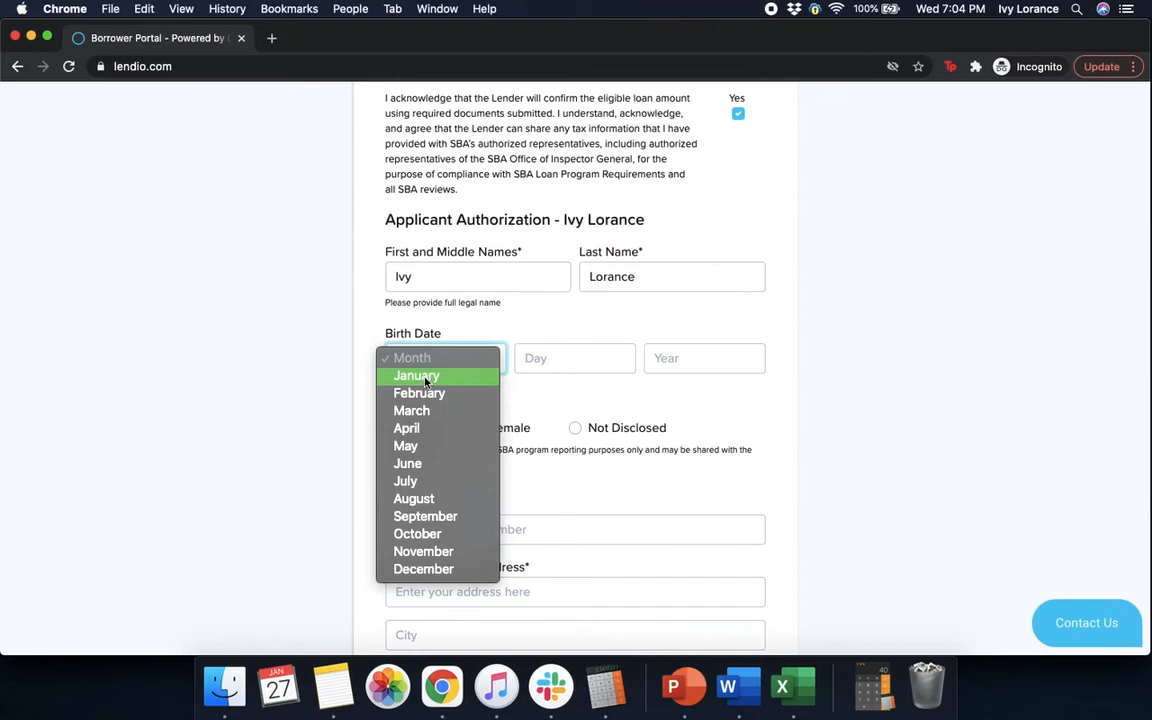 Chrome File Edit View History Bookmarks People Tab Window Help 100% Wed 7:04 PM Ivy Lorance
Borrower Portal - Powered by
lendio.com Incognito Update
I acknowledge that the Lender will confirm the eligible loan amount
using required documents submitted. I understand, acknowledge,
and agree that the Lender can share any tax information that I have
provided with SBA's authorized representatives, including authorized
representatives of the SBA Office of Inspector General, for the
purpose of compliance with SBA Loan Program Requirements and
all SBA reviews.
Yes
Applicant Authorization - Ivy Lorance
First and Middle Names* Last Name*
Ivy Lorance
Please provide full legal name
Birth Date
Month Day Year
January
February
March
April
May
June
July
August
September
October
November
December
emale Not Disclosed
SBA program reporting purposes only and may be shared with the
mber
dress*
Enter your address here
City
Contact Us
JAN
27
P W X
40